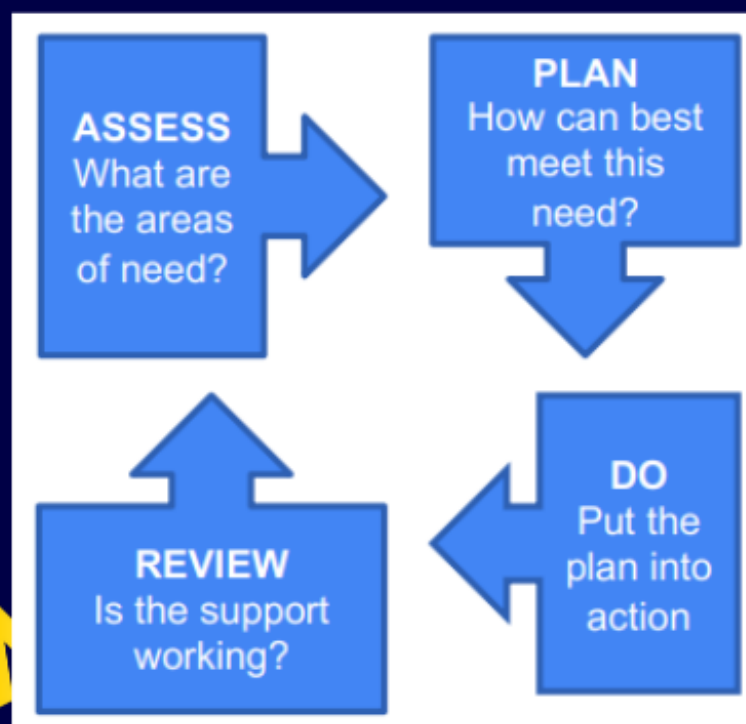 ASSESS
What are
the areas
of need?
PLAN
How can best
meet this
need?
DO
Put the
plan into
action
REVIEW
Is the support
working?